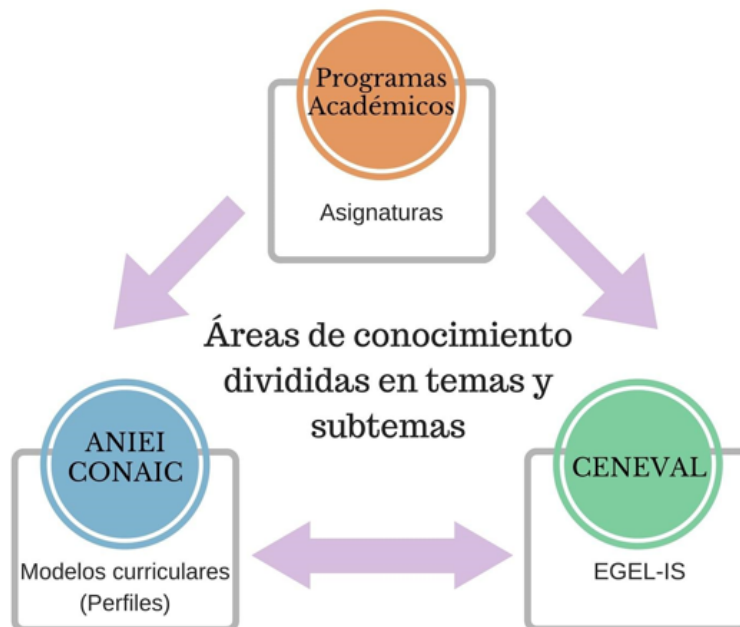 Programas
Académicos
Asignaturas
Áreas de conocimiento
divididas en temas y
subtemas
ANIEI
CONAIC
Modelos curriculares
(Perfiles)
CENEVAL
EGEL-IS